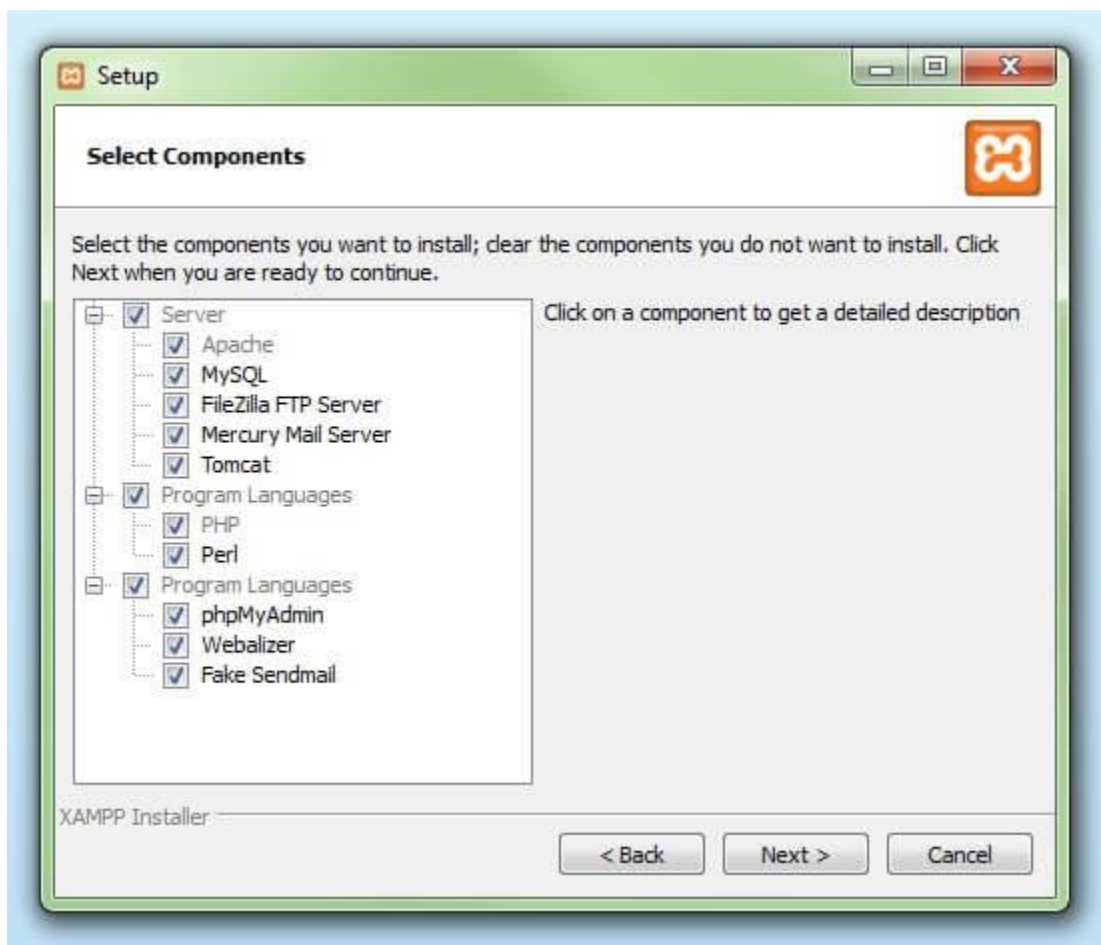 Setup
Select Components
Select the components you want to install; clear the components you do not want to install. Click
Next when you are ready to continue.
Server
Apache
MySQL
FileZilla FTP Server
Mercury Mail Server
Tomcat
Program Languages
PHP
Perl
Program Languages
phpMyAdmin
Webalizer
Fake Sendmail
Click on a component to get a detailed description
XAMPP Installer
< Back
Next >
Cancel